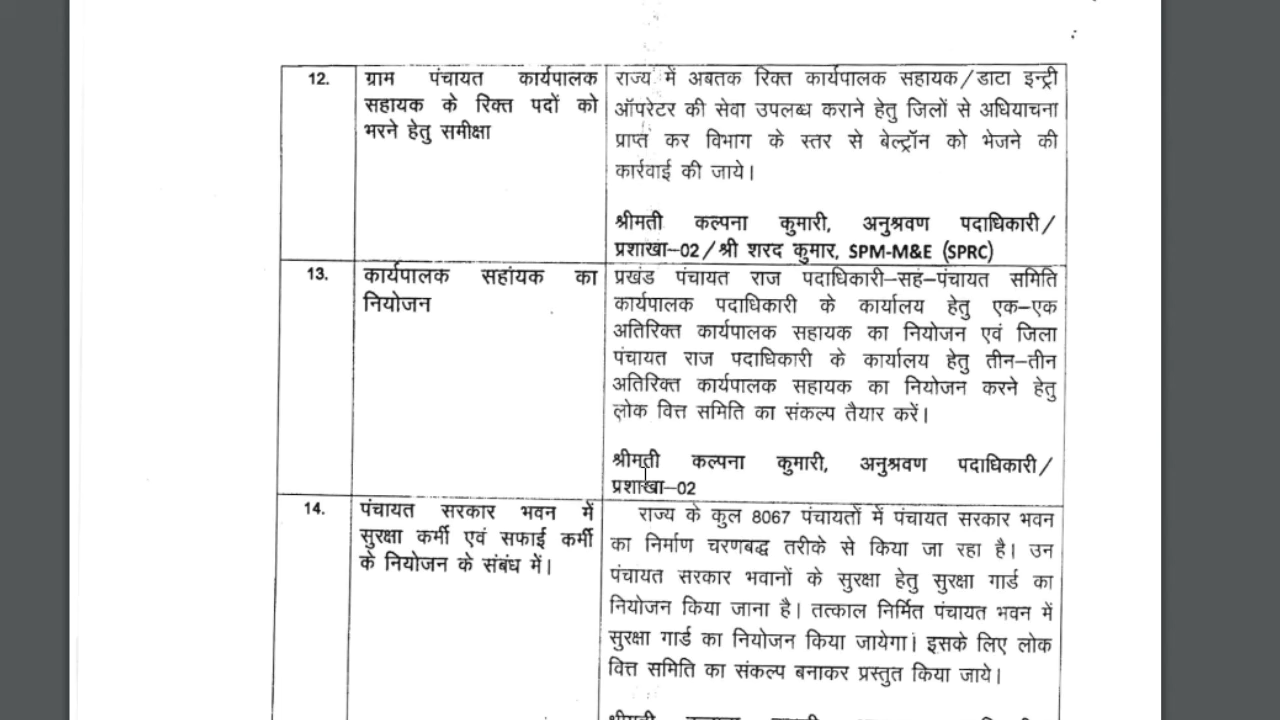 12.
ग्राम पंचायत कार्यपालक
सहायक के रिक्त पदों को
भरने हेतु समीक्षा
राज्य में अबतक रिक्त कार्यपालक सहायक/डाटा इन्ट्री
ऑपरेटर की सेवा उपलब्ध कराने हेतु जिलों से अधियाचना
प्राप्त कर विभाग के स्तर से बेल्ट्रॉन को भेजने की
कार्रवाई की जाये।
श्रीमती कल्पना कुमारी, अनुश्रवण पदाधिकारी/
प्रशाखा–02/श्री शरद कुमार, SPM-M&E (SPRC)
13.
कार्यपालक सहायक का
नियोजन
प्रखंड पंचायत राज पदाधिकारी–सह–पंचायत समिति
कार्यपालक पदाधिकारी के कार्यालय हेतु एक–एक
अतिरिक्त कार्यपालक सहायक का नियोजन एवं जिला
पंचायत राज पदाधिकारी के कार्यालय हेतु तीन–तीन
अतिरिक्त कार्यपालक सहायक का नियोजन करने हेतु
लोक वित्त समिति का संकल्प तैयार करें।
श्रीमती कल्पना कुमारी, अनुश्रवण पदाधिकारी/
प्रशाखा–02
14.
पंचायत सरकार भवन में
सुरक्षा कर्मी एवं सफाई कर्मी
के नियोजन के संबंध में।
राज्य के कुल 8067 पंचायतों में पंचायत सरकार भवन
का निर्माण चरणबद्ध तरीके से किया जा रहा है। उन
पंचायत सरकार भवानों के सुरक्षा हेतु सुरक्षा गार्ड का
नियोजन किया जाना है। तत्काल निर्मित पंचायत भवन में
सुरक्षा गार्ड का नियोजन किया जायेगा। इसके लिए लोक
वित्त समिति का संकल्प बनाकर प्रस्तुत किया जाये।